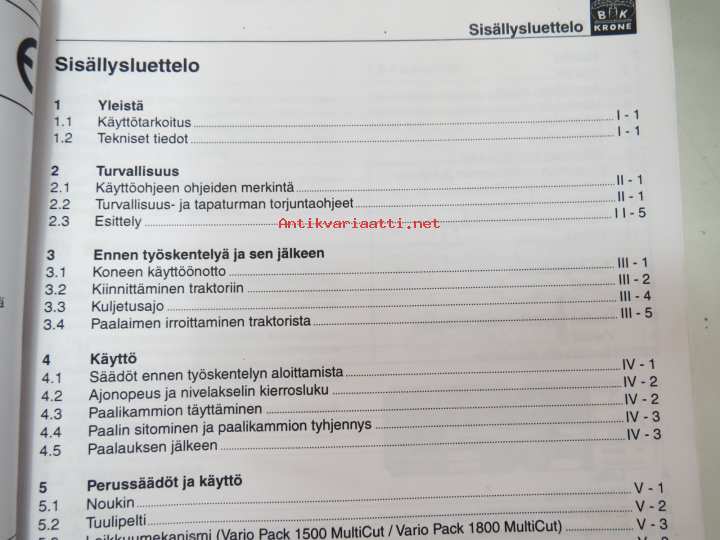 Sisällysluettelo
B K
KRONE
Sisällysluettelo
1 Yleistä
1.1 Käyttötarkoitus I - 1
1.2 Tekniset tiedot I - 1
2 Turvallisuus
2.1 Käyttöohjeen ohjeiden merkintä II - 1
2.2 Turvallisuus- ja tapaturman torjuntaohjeet II - 1
2.3 Esittely I I - 5
Antikvariaatti.net
3 Ennen työskentelyä ja sen jälkeen
3.1 Koneen käyttöönotto III - 1
3.2 Kiinnittäminen traktoriin III - 2
3.3 Kuljetusajo III - 4
3.4 Paalaimen irroittaminen traktorista III - 5
4 Käyttö
4.1 Säädöt ennen työskentelyn aloittamista IV - 1
4.2 Ajonopeus ja nivelakselin kierrosluku IV - 2
4.3 Paalikammion täyttäminen IV - 2
4.4 Paalin sitominen ja paalikammion tyhjennys IV - 3
4.5 Paalauksen jälkeen IV - 3
5 Perussäädöt ja käyttö
5.1 Noukin V - 1
5.2 Tuulipelti V - 2
Leikkuumekanismi (Vario Pack 1500 MultiCut / Vario Pack 1800 MultiCut) V - 3